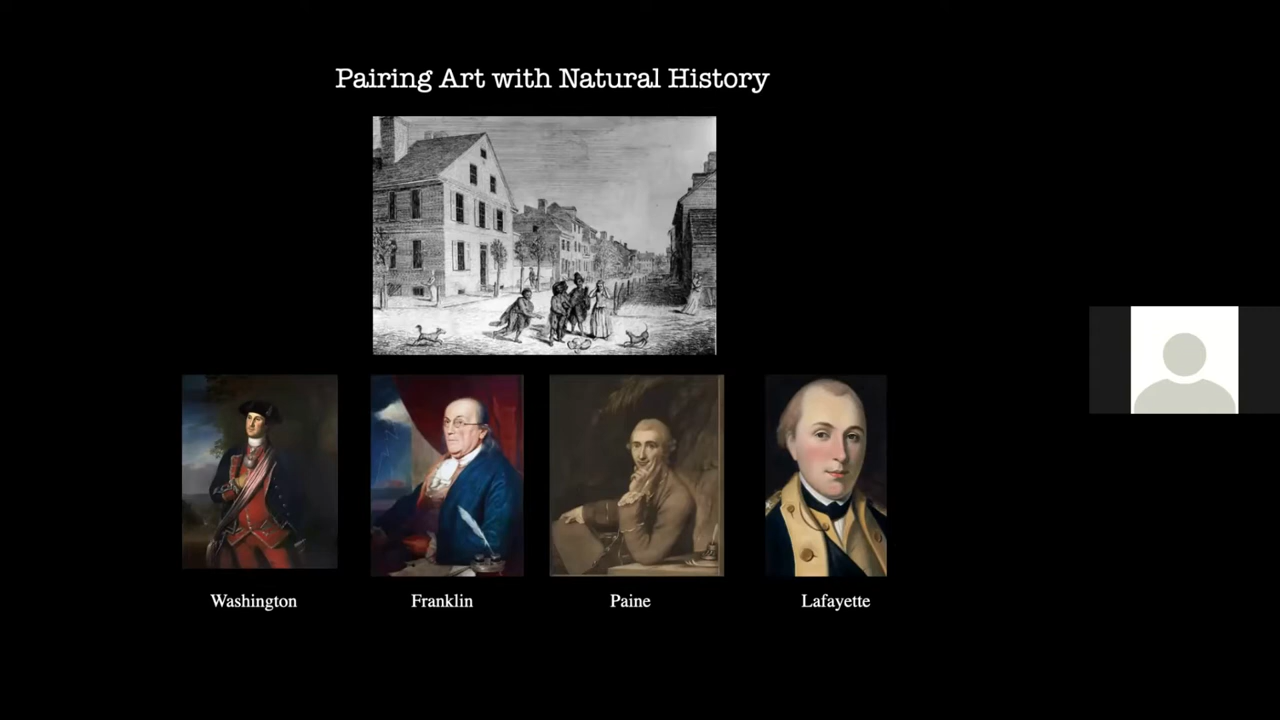 Pairing Art with Natural History
Washington
Franklin
Paine
Lafayette